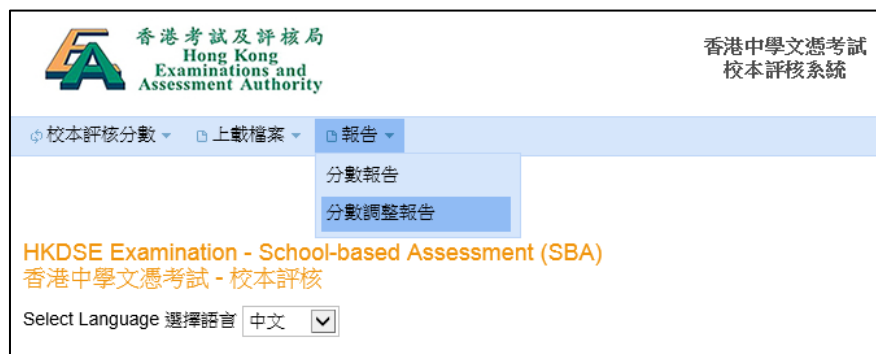 香港考試及評核局
Hong Kong
Examinations and
Assessment Authority
香港中學文憑考試
校本評核系統
校本評核分數 上載檔案 報告
分數報告
分數調整報告
HKDSE Examination - School-based Assessment (SBA)
香港中學文憑考試 - 校本評核
Select Language 選擇語言 中文